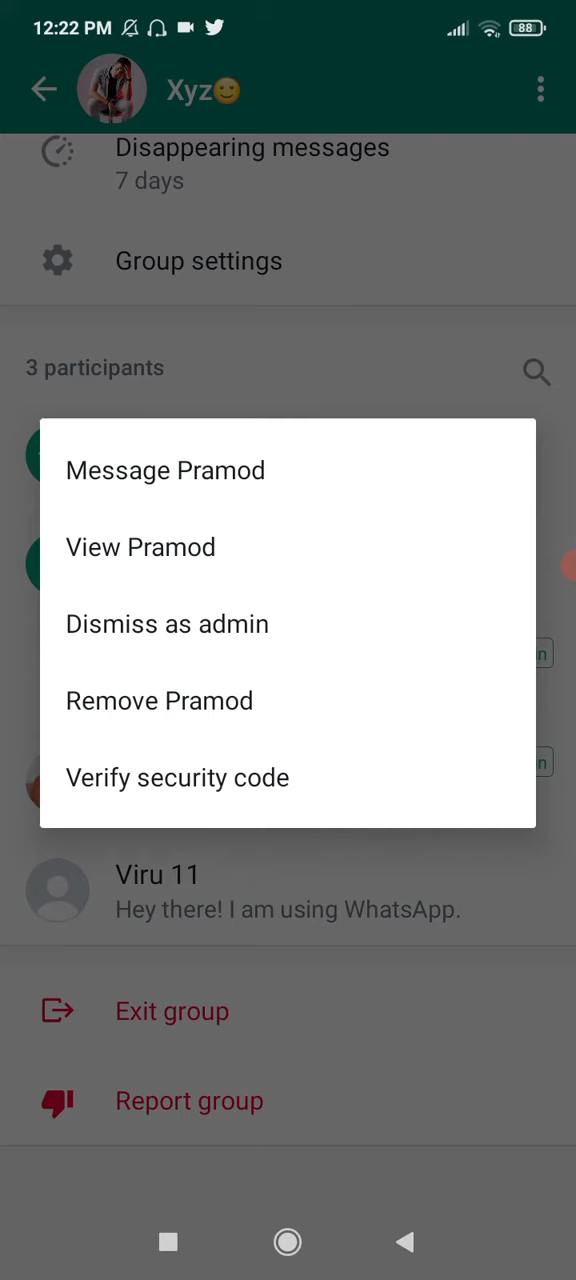 12:22 PM
88
Xyz🙂
Disappearing messages
7 days
Group settings
3 participants
Message Pramod
View Pramod
Dismiss as admin
Remove Pramod
Verify security code
Viru 11
Hey there! I am using WhatsApp.
Exit group
Report group